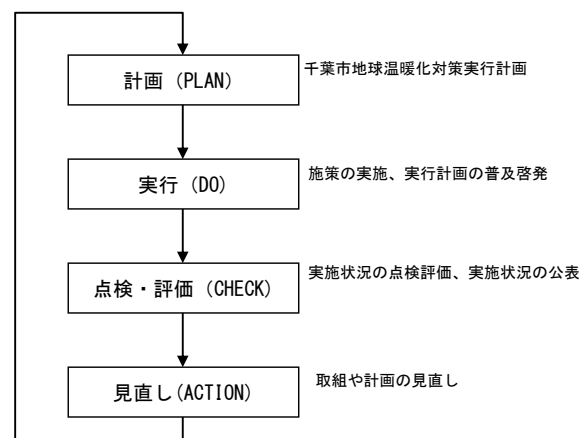 計画 (PLAN)
千葉市地球温暖化対策実行計画
実行 (DO)
施策の実施、実行計画の普及啓発
点検・評価 (CHECK)
実施状況の点検評価、実施状況の公表
見直し(ACTION)
取組や計画の見直し